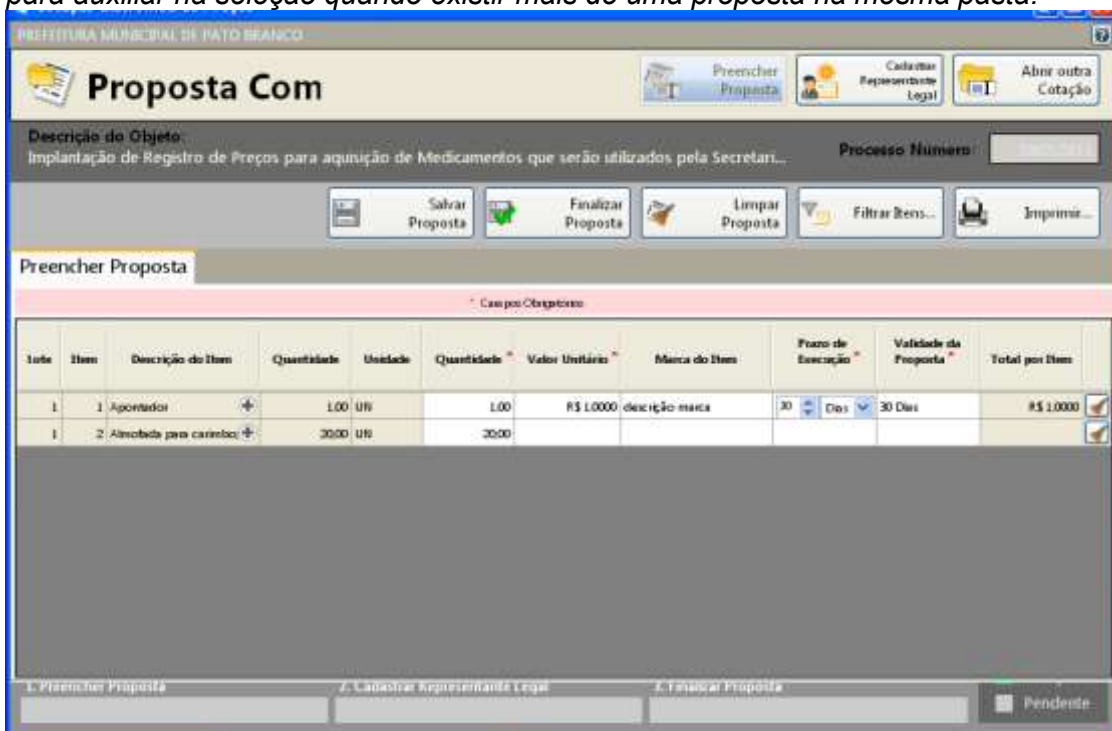 para auxiliar na seleção quando existir mais de uma proposta na mesma pasta.
PREFEITURA MUNICIPAL DE PATO BRANCO
Proposta Com
Preencher Proposta
Cadastrar Representante Legal
Abrir outra Cotação
Descrição do Objeto:
Implantação de Registro de Preços para aquisição de Medicamentos que serão utilizados pela Secretari...
Processo Número:
Salvar Proposta
Finalizar Proposta
Limpar Proposta
Filtrar Itens...
Imprimir...
Preencher Proposta
* Campos Obrigatórios
Lote Item Descrição do Item Quantidade Unidade Quantidade * Valor Unitário * Marca do Item Prazo de Execução * Validade da Proposta * Total por Item
1 1 Apontador + 1,00 UN 1,00 R$ 1,0000 descrição marca 30 Dias 30 Dias R$ 1,0000
1 2 Almofada para carimbo; + 20,00 UN 20,00
1. Preencher Proposta 2. Cadastrar Representante Legal 3. Finalizar Proposta
Pendente